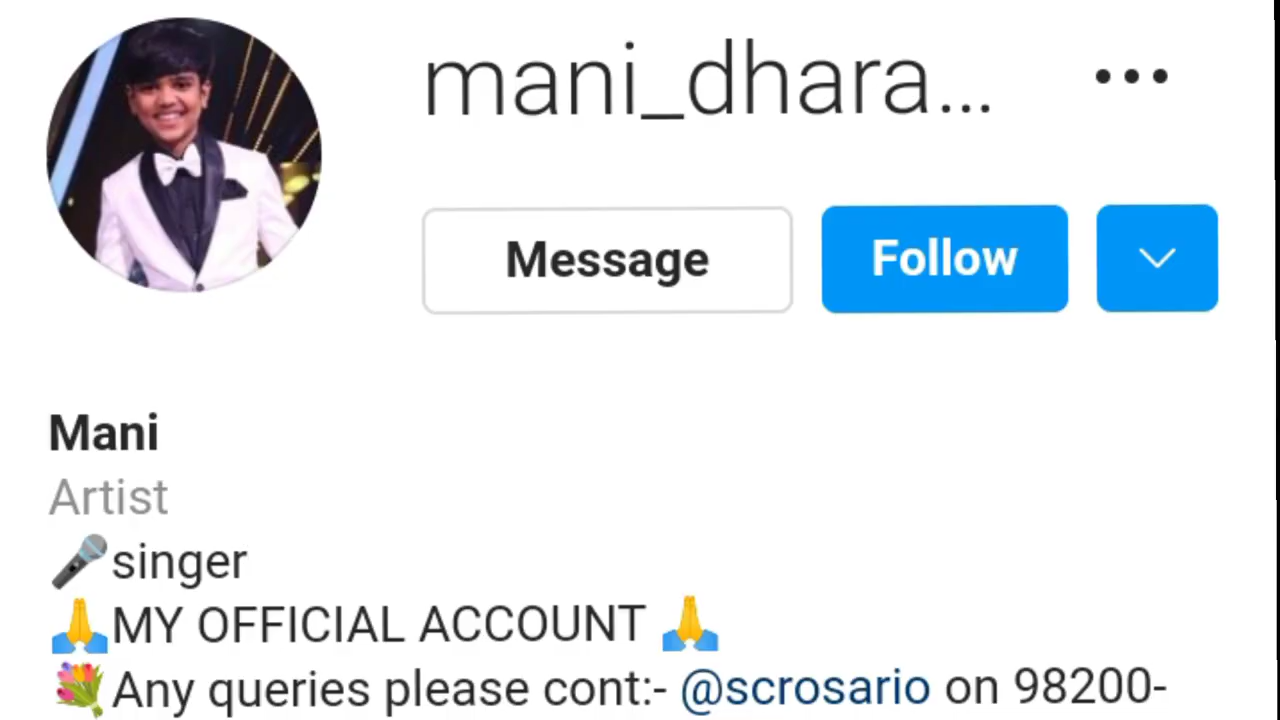 mani_dhara...
Message
Follow
Mani
Artist
🎤singer
🙏MY OFFICIAL ACCOUNT 🙏
💐Any queries please cont:- @scrosario on 98200-